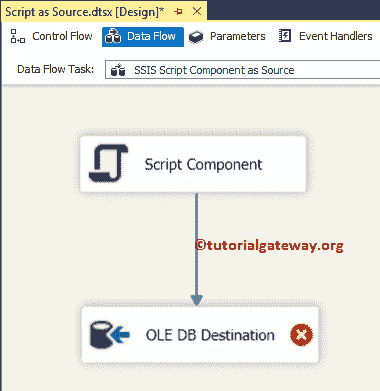 Script as Source.dtsx [Design]*
Control Flow Data Flow Parameters Event Handlers
Data Flow Task: SSIS Script Component as Source
Script Component
©tutorialgateway.org
OLE DB Destination